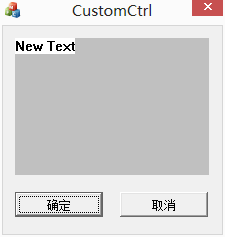 CustomCtrl
New Text
确定
取消